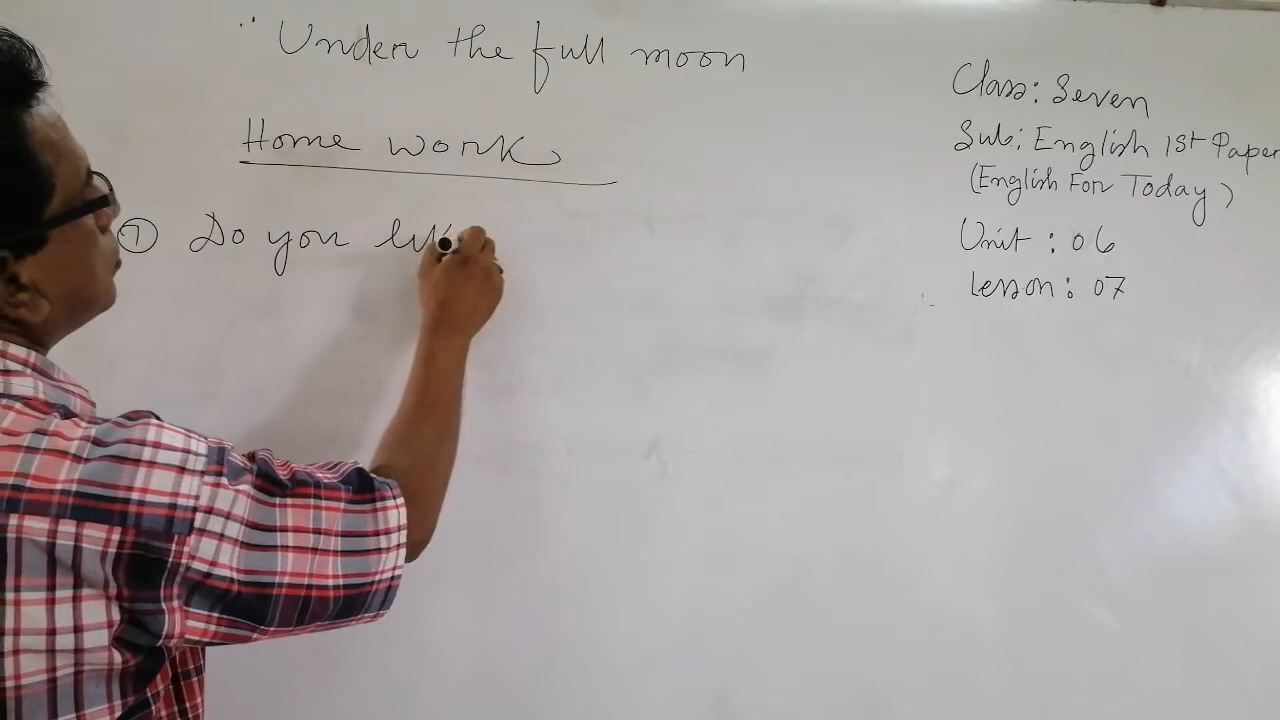 " Under the full moon
Home work
① Do you
Class: Seven
Sub: English 1st Paper
(English For Today)
Unit : 06
Lesson: 07